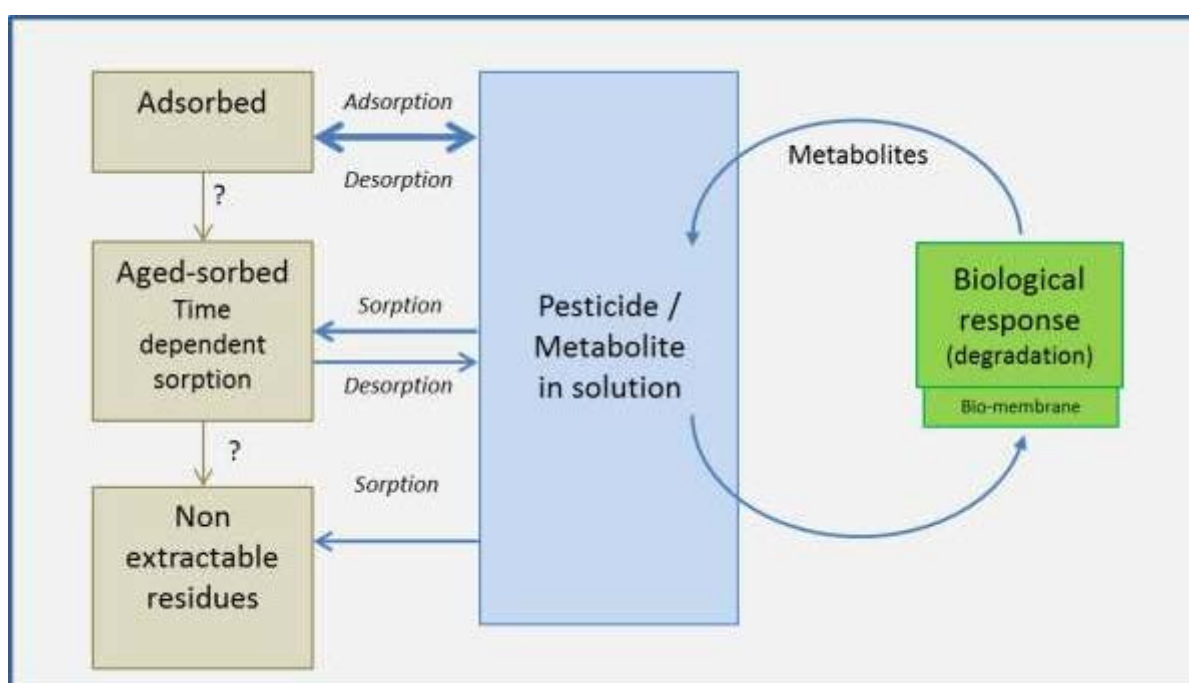 Adsorbed
?
Aged-sorbed
Time
dependent
sorption
?
Non
extractable
residues
Adsorption
Desorption
Sorption
Desorption
Sorption
Pesticide /
Metabolite
in solution
Metabolites
Biological
response
(degradation)
Bio-membrane